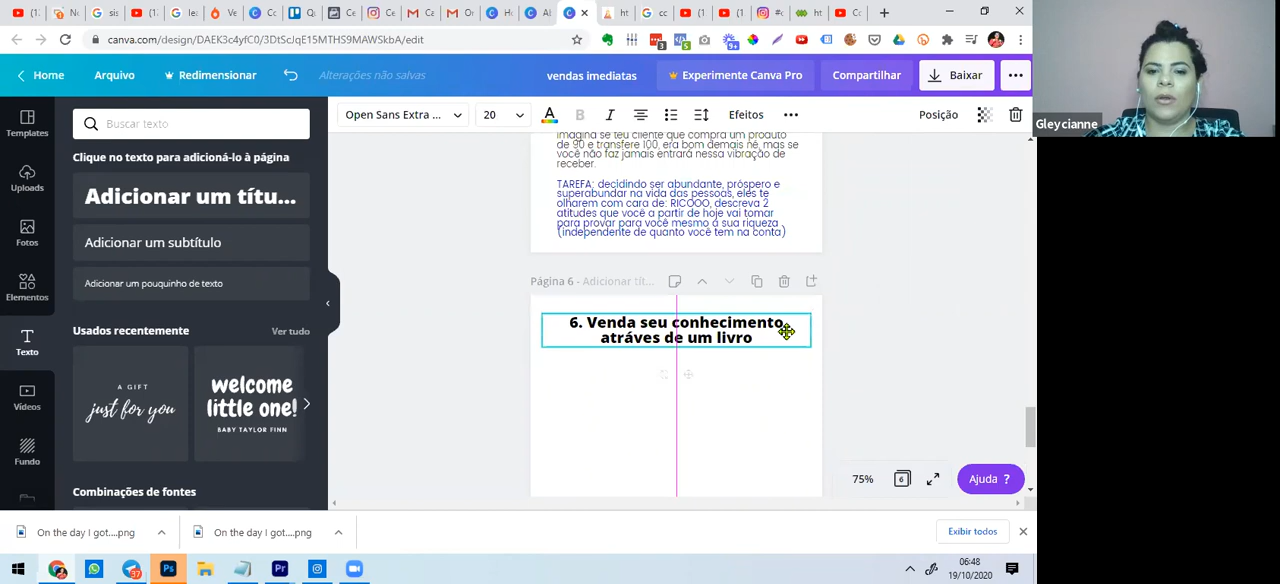 canva.com/design/DAEK3c4yfC0/3DtScJqE15MTHS9MAWSkbA/edit
Home
Arquivo
Redimensionar
Alterações não salvas
vendas imediatas
Experimente Canva Pro
Compartilhar
Baixar
Gleycianne
Templates
Uploads
Fotos
Elementos
Texto
Vídeos
Fundo
Buscar texto
Clique no texto para adicioná-lo à página
Adicionar um títu...
Adicionar um subtítulo
Adicionar um pouquinho de texto
Usados recentemente
Ver tudo
A GIFT
just for you
welcome
little one!
BABY TAYLOR FINN
Combinações de fontes
Open Sans Extra ...
20
A
B
I
Efeitos
Posição
imagina se teu cliente que compra um produto
de 90 e transfere 100, era bom demais né, mas se
você não faz jamais entrará nessa vibração de
receber.
TAREFA: decidindo ser abundante, próspero e
superabundar na vida das pessoas, eles te
olharem com cara de: RICOOO, descreva 2
atitudes que você a partir de hoje vai tomar
para provar para você mesmo a sua riqueza
(independente de quanto você tem na conta)
Página 6 - Adicionar tít...
6. Venda seu conhecimento
atráves de um livro
75%
6
Ajuda ?
On the day I got....png
On the day I got....png
Exibir todos
06:48
19/10/2020